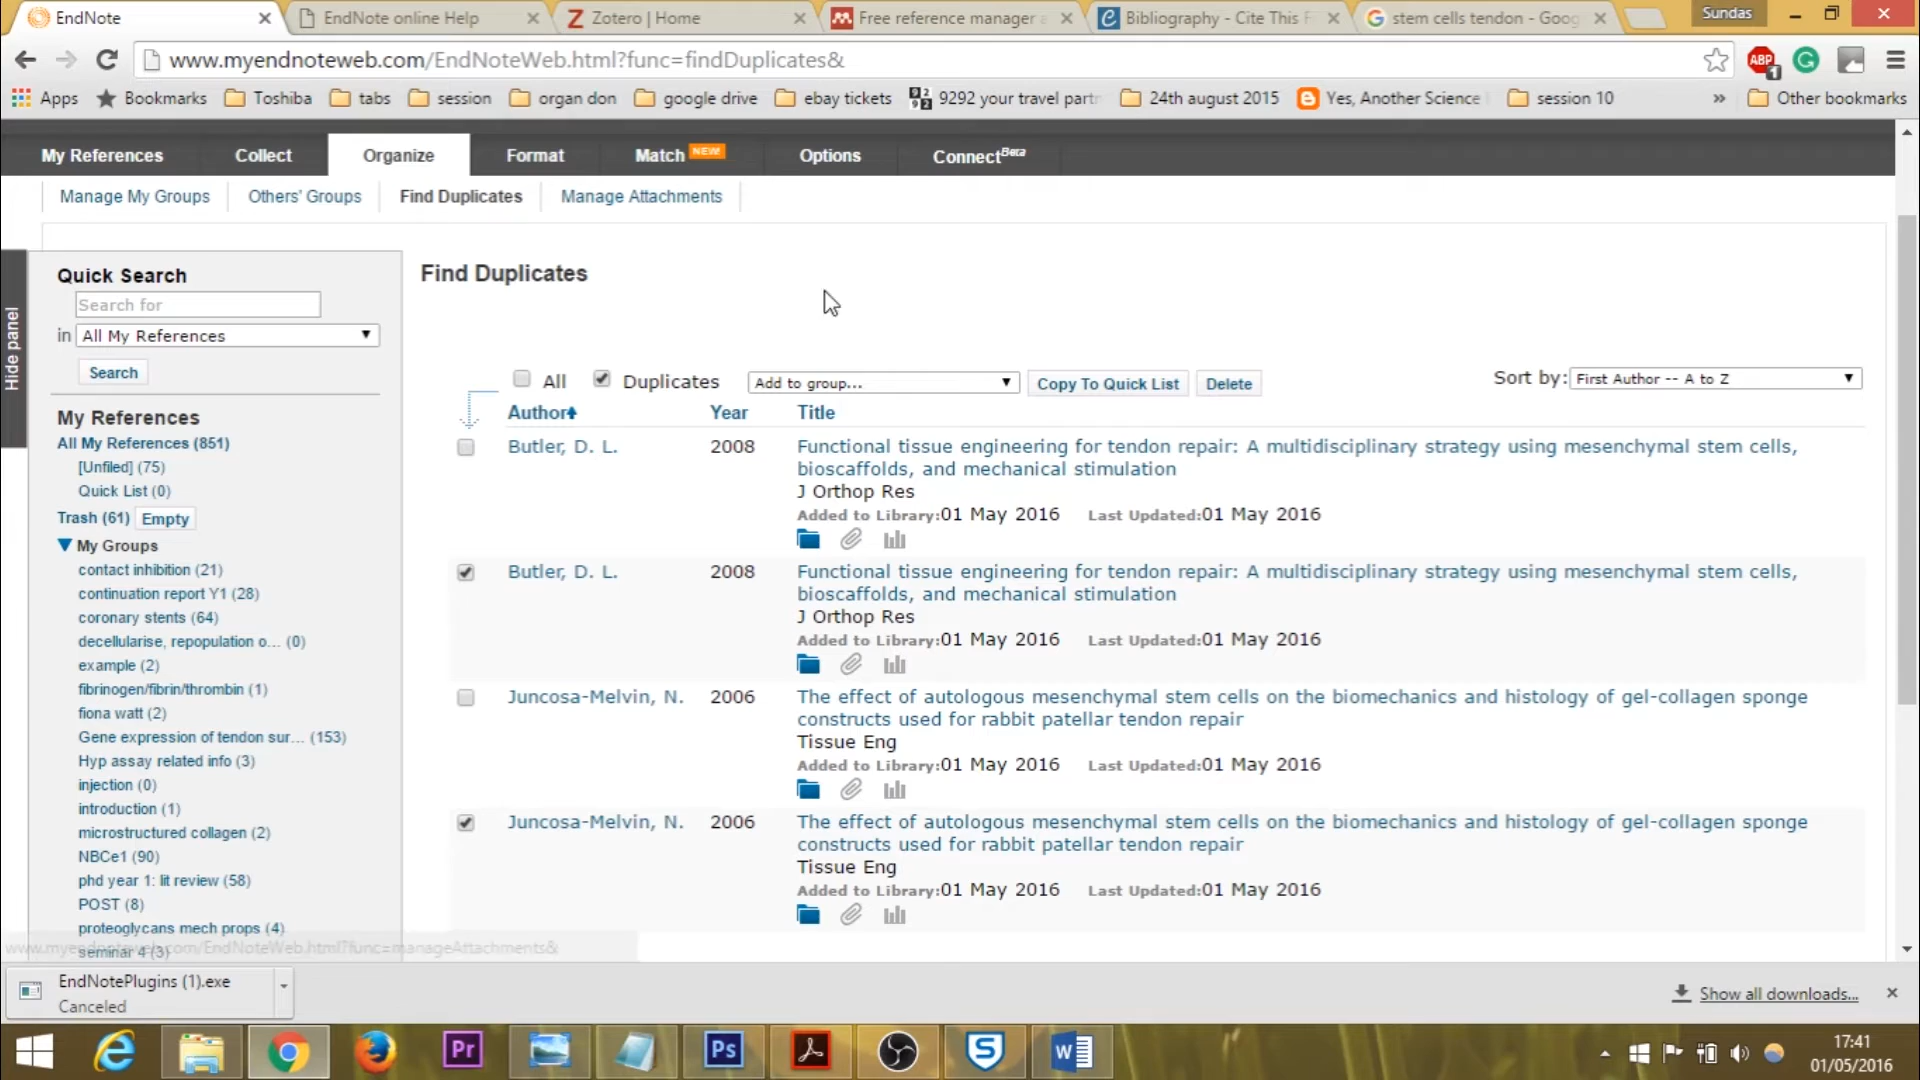 EndNote
EndNote online Help
Zotero | Home
Free reference manager a
Bibliography - Cite This F
stem cells tendon - Goog
Sundas
www.myendnoteweb.com/EndNoteWeb.html?func=findDuplicates&
ABP
1
G
Apps
Bookmarks
Toshiba
tabs
session
organ don
google drive
ebay tickets
9292 your travel partn
24th august 2015
Yes, Another Science
session 10
»
Other bookmarks
My References
Collect
Organize
Format
Match NEW!
Options
Connect Beta
Manage My Groups
Others' Groups
Find Duplicates
Manage Attachments
Hide panel
Quick Search
Search for
in All My References
Search
My References
All My References (851)
[Unfiled] (75)
Quick List (0)
Trash (61) Empty
My Groups
contact inhibition (21)
continuation report Y1 (28)
coronary stents (64)
decellularise, repopulation o... (0)
example (2)
fibrinogen/fibrin/thrombin (1)
fiona watt (2)
Gene expression of tendon sur... (153)
Hyp assay related info (3)
injection (0)
introduction (1)
microstructured collagen (2)
NBCe1 (90)
phd year 1: lit review (58)
POST (8)
proteoglycans mech props (4)
seminar 4 (3)
Find Duplicates
All
Duplicates
Add to group...
Copy To Quick List
Delete
Sort by: First Author -- A to Z
Author
Year
Title
Butler, D. L.
2008
Functional tissue engineering for tendon repair: A multidisciplinary strategy using mesenchymal stem cells,
bioscaffolds, and mechanical stimulation
J Orthop Res
Added to Library:01 May 2016 Last Updated:01 May 2016
Butler, D. L.
2008
Functional tissue engineering for tendon repair: A multidisciplinary strategy using mesenchymal stem cells,
bioscaffolds, and mechanical stimulation
J Orthop Res
Added to Library:01 May 2016 Last Updated:01 May 2016
Juncosa-Melvin, N.
2006
The effect of autologous mesenchymal stem cells on the biomechanics and histology of gel-collagen sponge
constructs used for rabbit patellar tendon repair
Tissue Eng
Added to Library:01 May 2016 Last Updated:01 May 2016
Juncosa-Melvin, N.
2006
The effect of autologous mesenchymal stem cells on the biomechanics and histology of gel-collagen sponge
constructs used for rabbit patellar tendon repair
Tissue Eng
Added to Library:01 May 2016 Last Updated:01 May 2016
www.myendnoteweb.com/EndNoteWeb.html?func=manageAttachments&
EndNotePlugins (1).exe
Canceled
Show all downloads...
Pr
Ps
S
W
17:41
01/05/2016